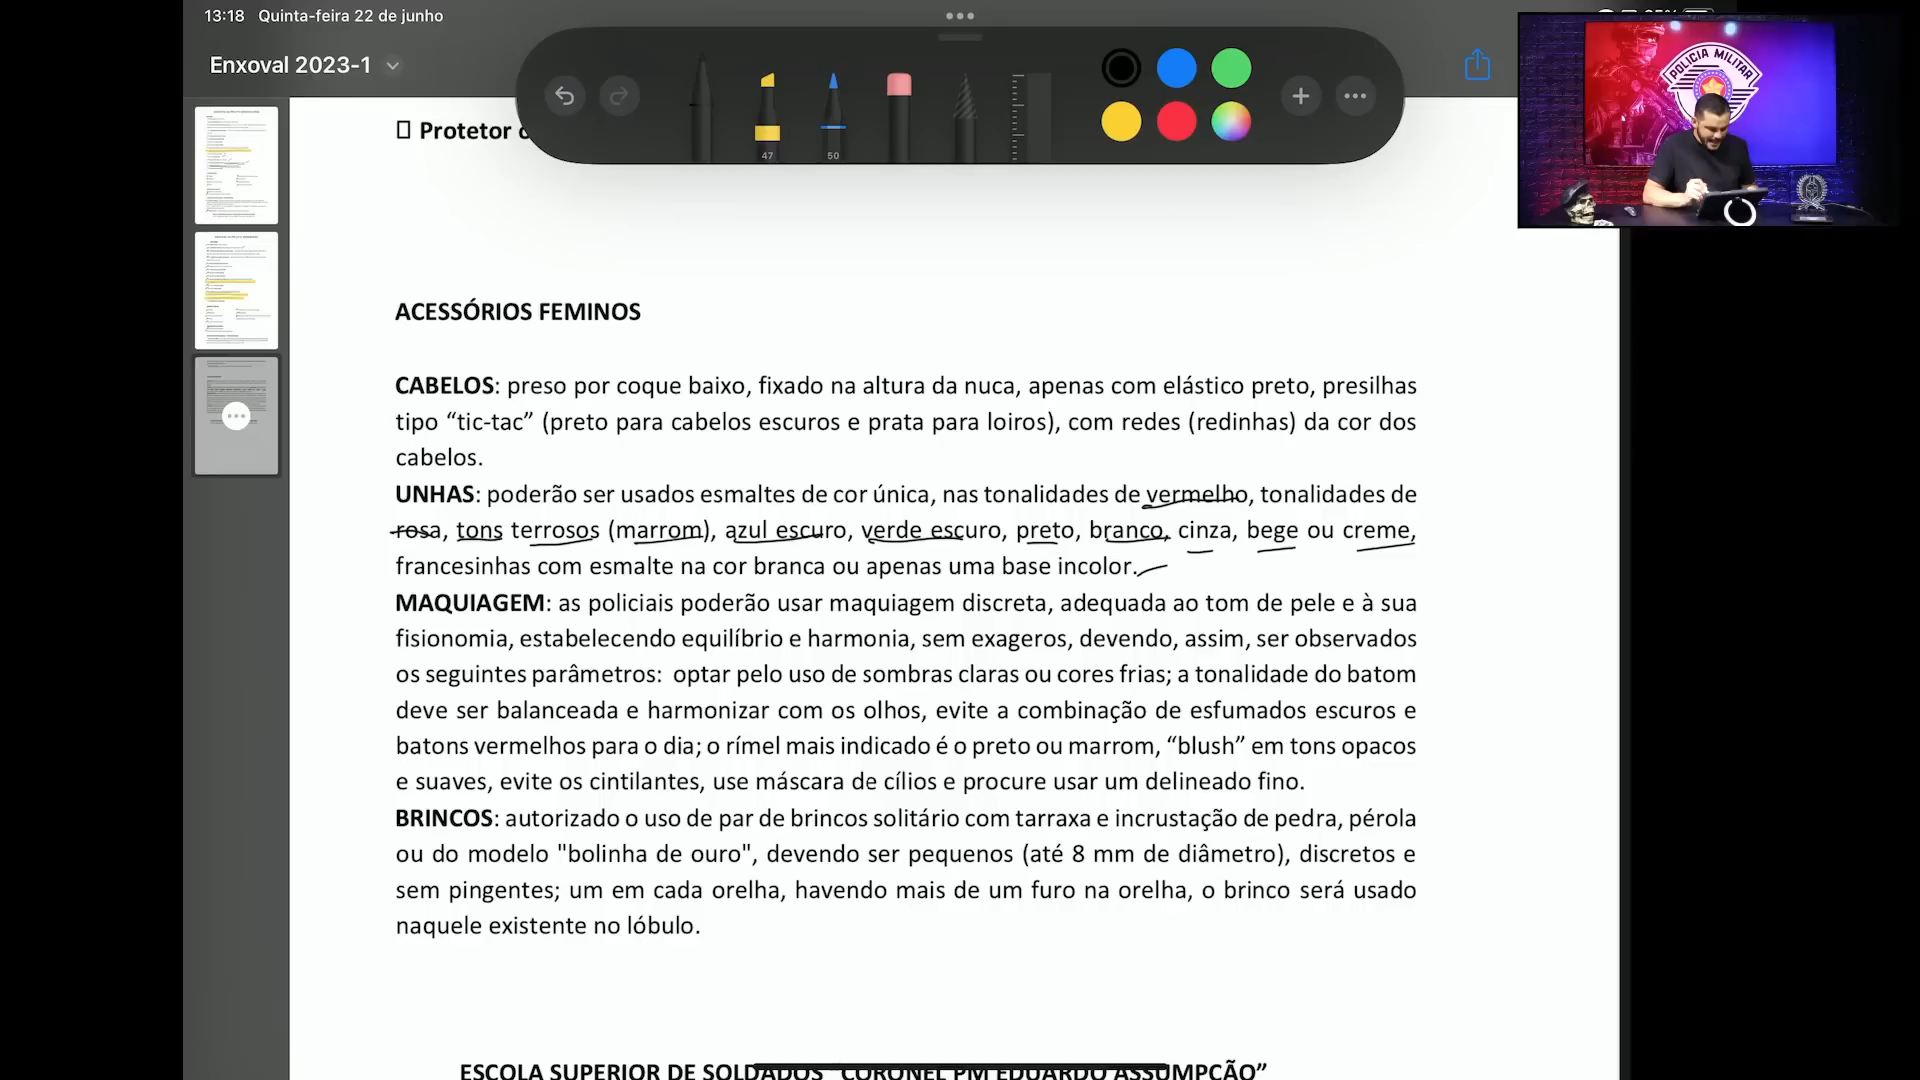 13:18 Quinta-feira 22 de junho
Enxoval 2023-1
47
50
POLICIA MILITAR
Protetor
ACESSÓRIOS FEMINOS
CABELOS: preso por coque baixo, fixado na altura da nuca, apenas com elástico preto, presilhas
tipo “tic-tac” (preto para cabelos escuros e prata para loiros), com redes (redinhas) da cor dos
cabelos.
UNHAS: poderão ser usados esmaltes de cor única, nas tonalidades de vermelho, tonalidades de
rosa, tons terrosos (marrom), azul escuro, verde escuro, preto, branco, cinza, bege ou creme,
francesinhas com esmalte na cor branca ou apenas uma base incolor.
MAQUIAGEM: as policiais poderão usar maquiagem discreta, adequada ao tom de pele e à sua
fisionomia, estabelecendo equilíbrio e harmonia, sem exageros, devendo, assim, ser observados
os seguintes parâmetros: optar pelo uso de sombras claras ou cores frias; a tonalidade do batom
deve ser balanceada e harmonizar com os olhos, evite a combinação de esfumados escuros e
batons vermelhos para o dia; o rímel mais indicado é o preto ou marrom, “blush” em tons opacos
e suaves, evite os cintilantes, use máscara de cílios e procure usar um delineado fino.
BRINCOS: autorizado o uso de par de brincos solitário com tarraxa e incrustação de pedra, pérola
ou do modelo "bolinha de ouro", devendo ser pequenos (até 8 mm de diâmetro), discretos e
sem pingentes; um em cada orelha, havendo mais de um furo na orelha, o brinco será usado
naquele existente no lóbulo.
ESCOLA SUPERIOR DE SOLDADOS “CORONEL PM EDUARDO ASSUMPÇÃO”